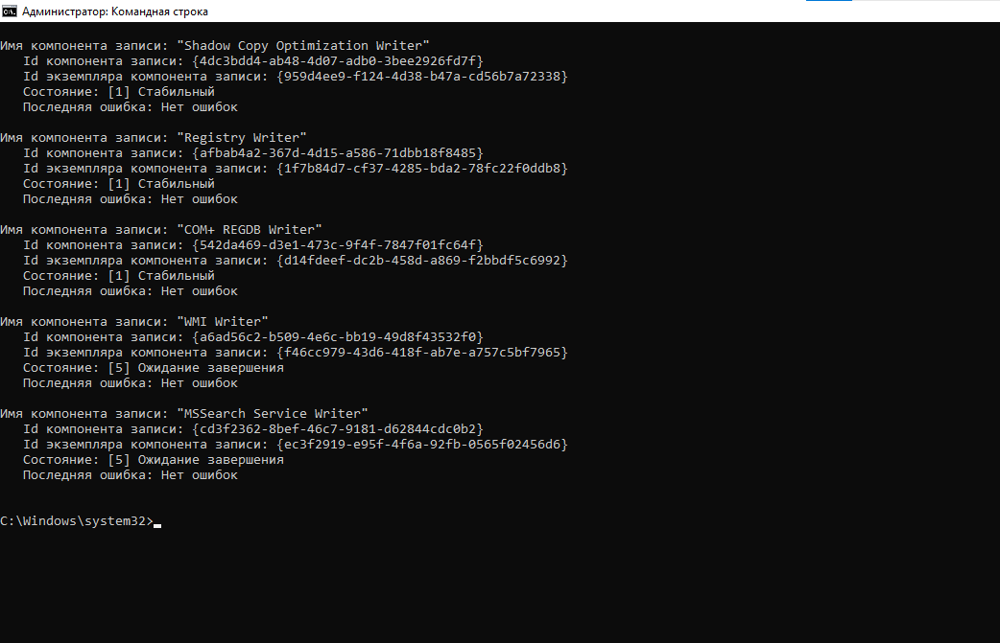 Администратор: Командная строка
Имя компонента записи: "Shadow Copy Optimization Writer"
Id компонента записи: {4dc3bdd4-ab48-4d07-adb0-3bee2926fd7f}
Id экземпляра компонента записи: {959d4ee9-f124-4d38-b47a-cd56b7a72338}
Состояние: [1] Стабильный
Последняя ошибка: Нет ошибок
Имя компонента записи: "Registry Writer"
Id компонента записи: {afbab4a2-367d-4d15-a586-71dbb18f8485}
Id экземпляра компонента записи: {1f7b84d7-cf37-4285-bda2-78fc22f0ddb8}
Состояние: [1] Стабильный
Последняя ошибка: Нет ошибок
Имя компонента записи: "COM+ REGDB Writer"
Id компонента записи: {542da469-d3e1-473c-9f4f-7847f01fc64f}
Id экземпляра компонента записи: {d14fdeef-dc2b-458d-a869-f2bbdf5c6992}
Состояние: [1] Стабильный
Последняя ошибка: Нет ошибок
Имя компонента записи: "WMI Writer"
Id компонента записи: {a6ad56c2-b509-4e6c-bb19-49d8f43532f0}
Id экземпляра компонента записи: {f46cc979-43d6-418f-ab7e-a757c5bf7965}
Состояние: [5] Ожидание завершения
Последняя ошибка: Нет ошибок
Имя компонента записи: "MSSearch Service Writer"
Id компонента записи: {cd3f2362-8bef-46c7-9181-d62844cdc0b2}
Id экземпляра компонента записи: {ec3f2919-e95f-4f6a-92fb-0565f02456d6}
Состояние: [5] Ожидание завершения
Последняя ошибка: Нет ошибок
C:\Windows\system32>